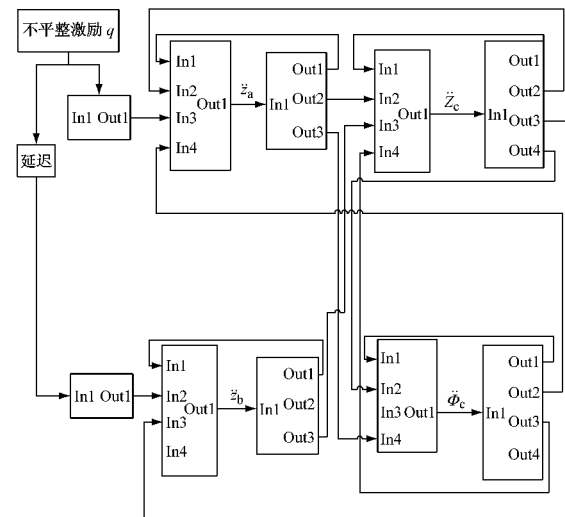 不平整激励 q
In1 Out1
延迟
In1
In2
In3
In4
Out1
z̈a
In1
Out1
Out2
Out3
In1
In2
In3
In4
Out1
Z̈c
In1
Out1
Out2
Out3
Out4
In1 Out1
In1
In2
In3
In4
Out1
z̈b
In1
Out1
Out2
Out3
In1
In2
In3 Out1
In4
Φ̈c
In1
Out1
Out2
Out3
Out4